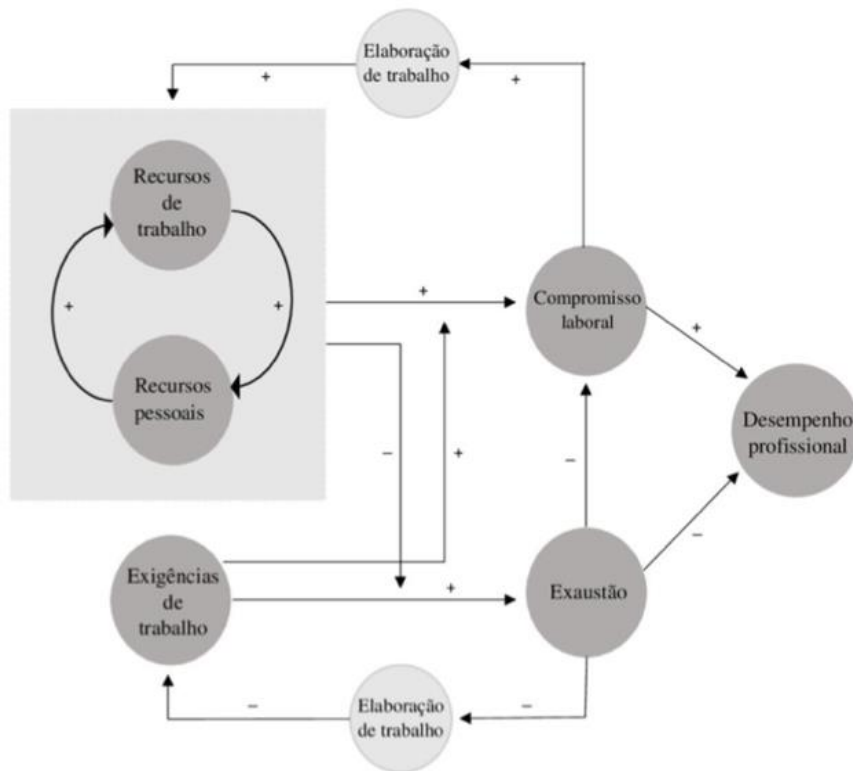 Elaboração
de trabalho
+
+
Recursos
de
trabalho
+
+
+
Compromisso
laboral
+
Recursos
pessoais
Desempenho
profissional
–
+
–
–
Exigências
de
trabalho
+
Exaustão
Elaboração
de trabalho
–
–